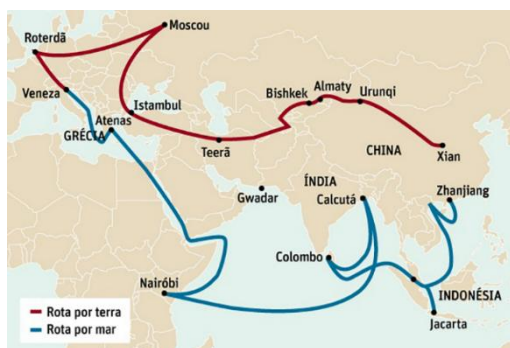 Moscou
Roterdã
Veneza
Istambul
Bishkek
Almaty
Urunqi
Atenas
GRÉCIA
Teerã
CHINA
Xian
ÍNDIA
Gwadar
Calcutá
Zhanjiang
Colombo
Nairóbi
INDONÉSIA
Jacarta
Rota por terra
Rota por mar